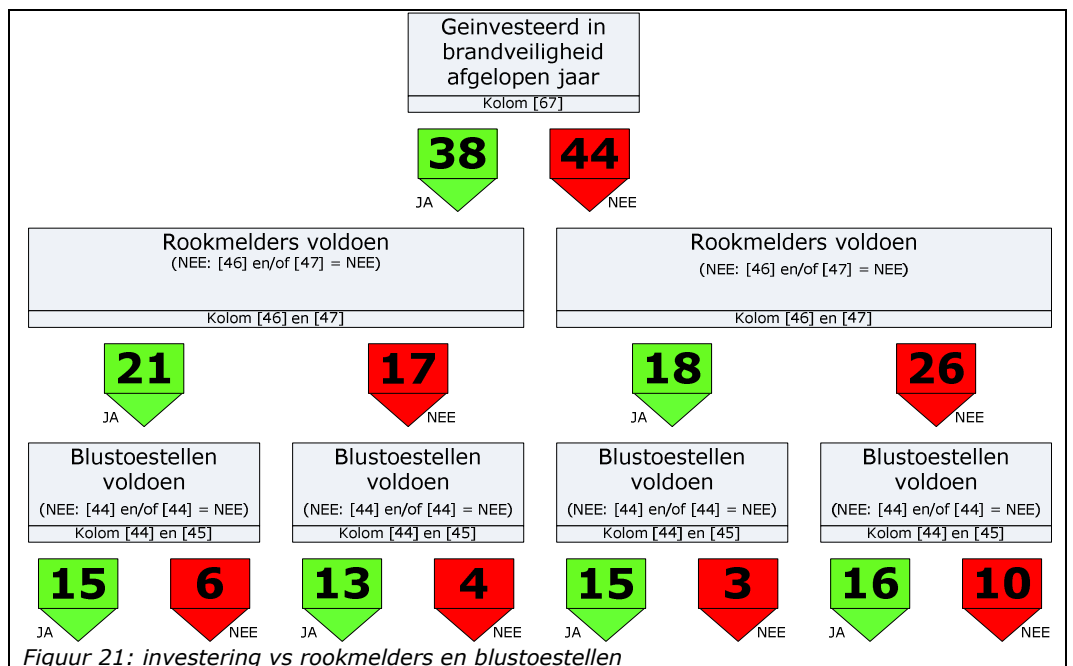 Geinvesteerd in
brandveiligheid
afgelopen jaar
Kolom [67]
38
44
JA
NEE
Rookmelders voldoen
(NEE: [46] en/of [47] = NEE)
Kolom [46] en [47]
Rookmelders voldoen
(NEE: [46] en/of [47] = NEE)
Kolom [46] en [47]
21
17
18
26
JA
NEE
JA
NEE
Blustoestellen
voldoen
(NEE: [44] en/of [44] = NEE)
Kolom [44] en [45]
Blustoestellen
voldoen
(NEE: [44] en/of [44] = NEE)
Kolom [44] en [45]
Blustoestellen
voldoen
(NEE: [44] en/of [44] = NEE)
Kolom [44] en [45]
Blustoestellen
voldoen
(NEE: [44] en/of [44] = NEE)
Kolom [44] en [45]
15
6
13
4
15
3
16
10
JA
NEE
JA
NEE
JA
NEE
JA
NEE
Figuur 21: investering vs rookmelders en blustoestellen